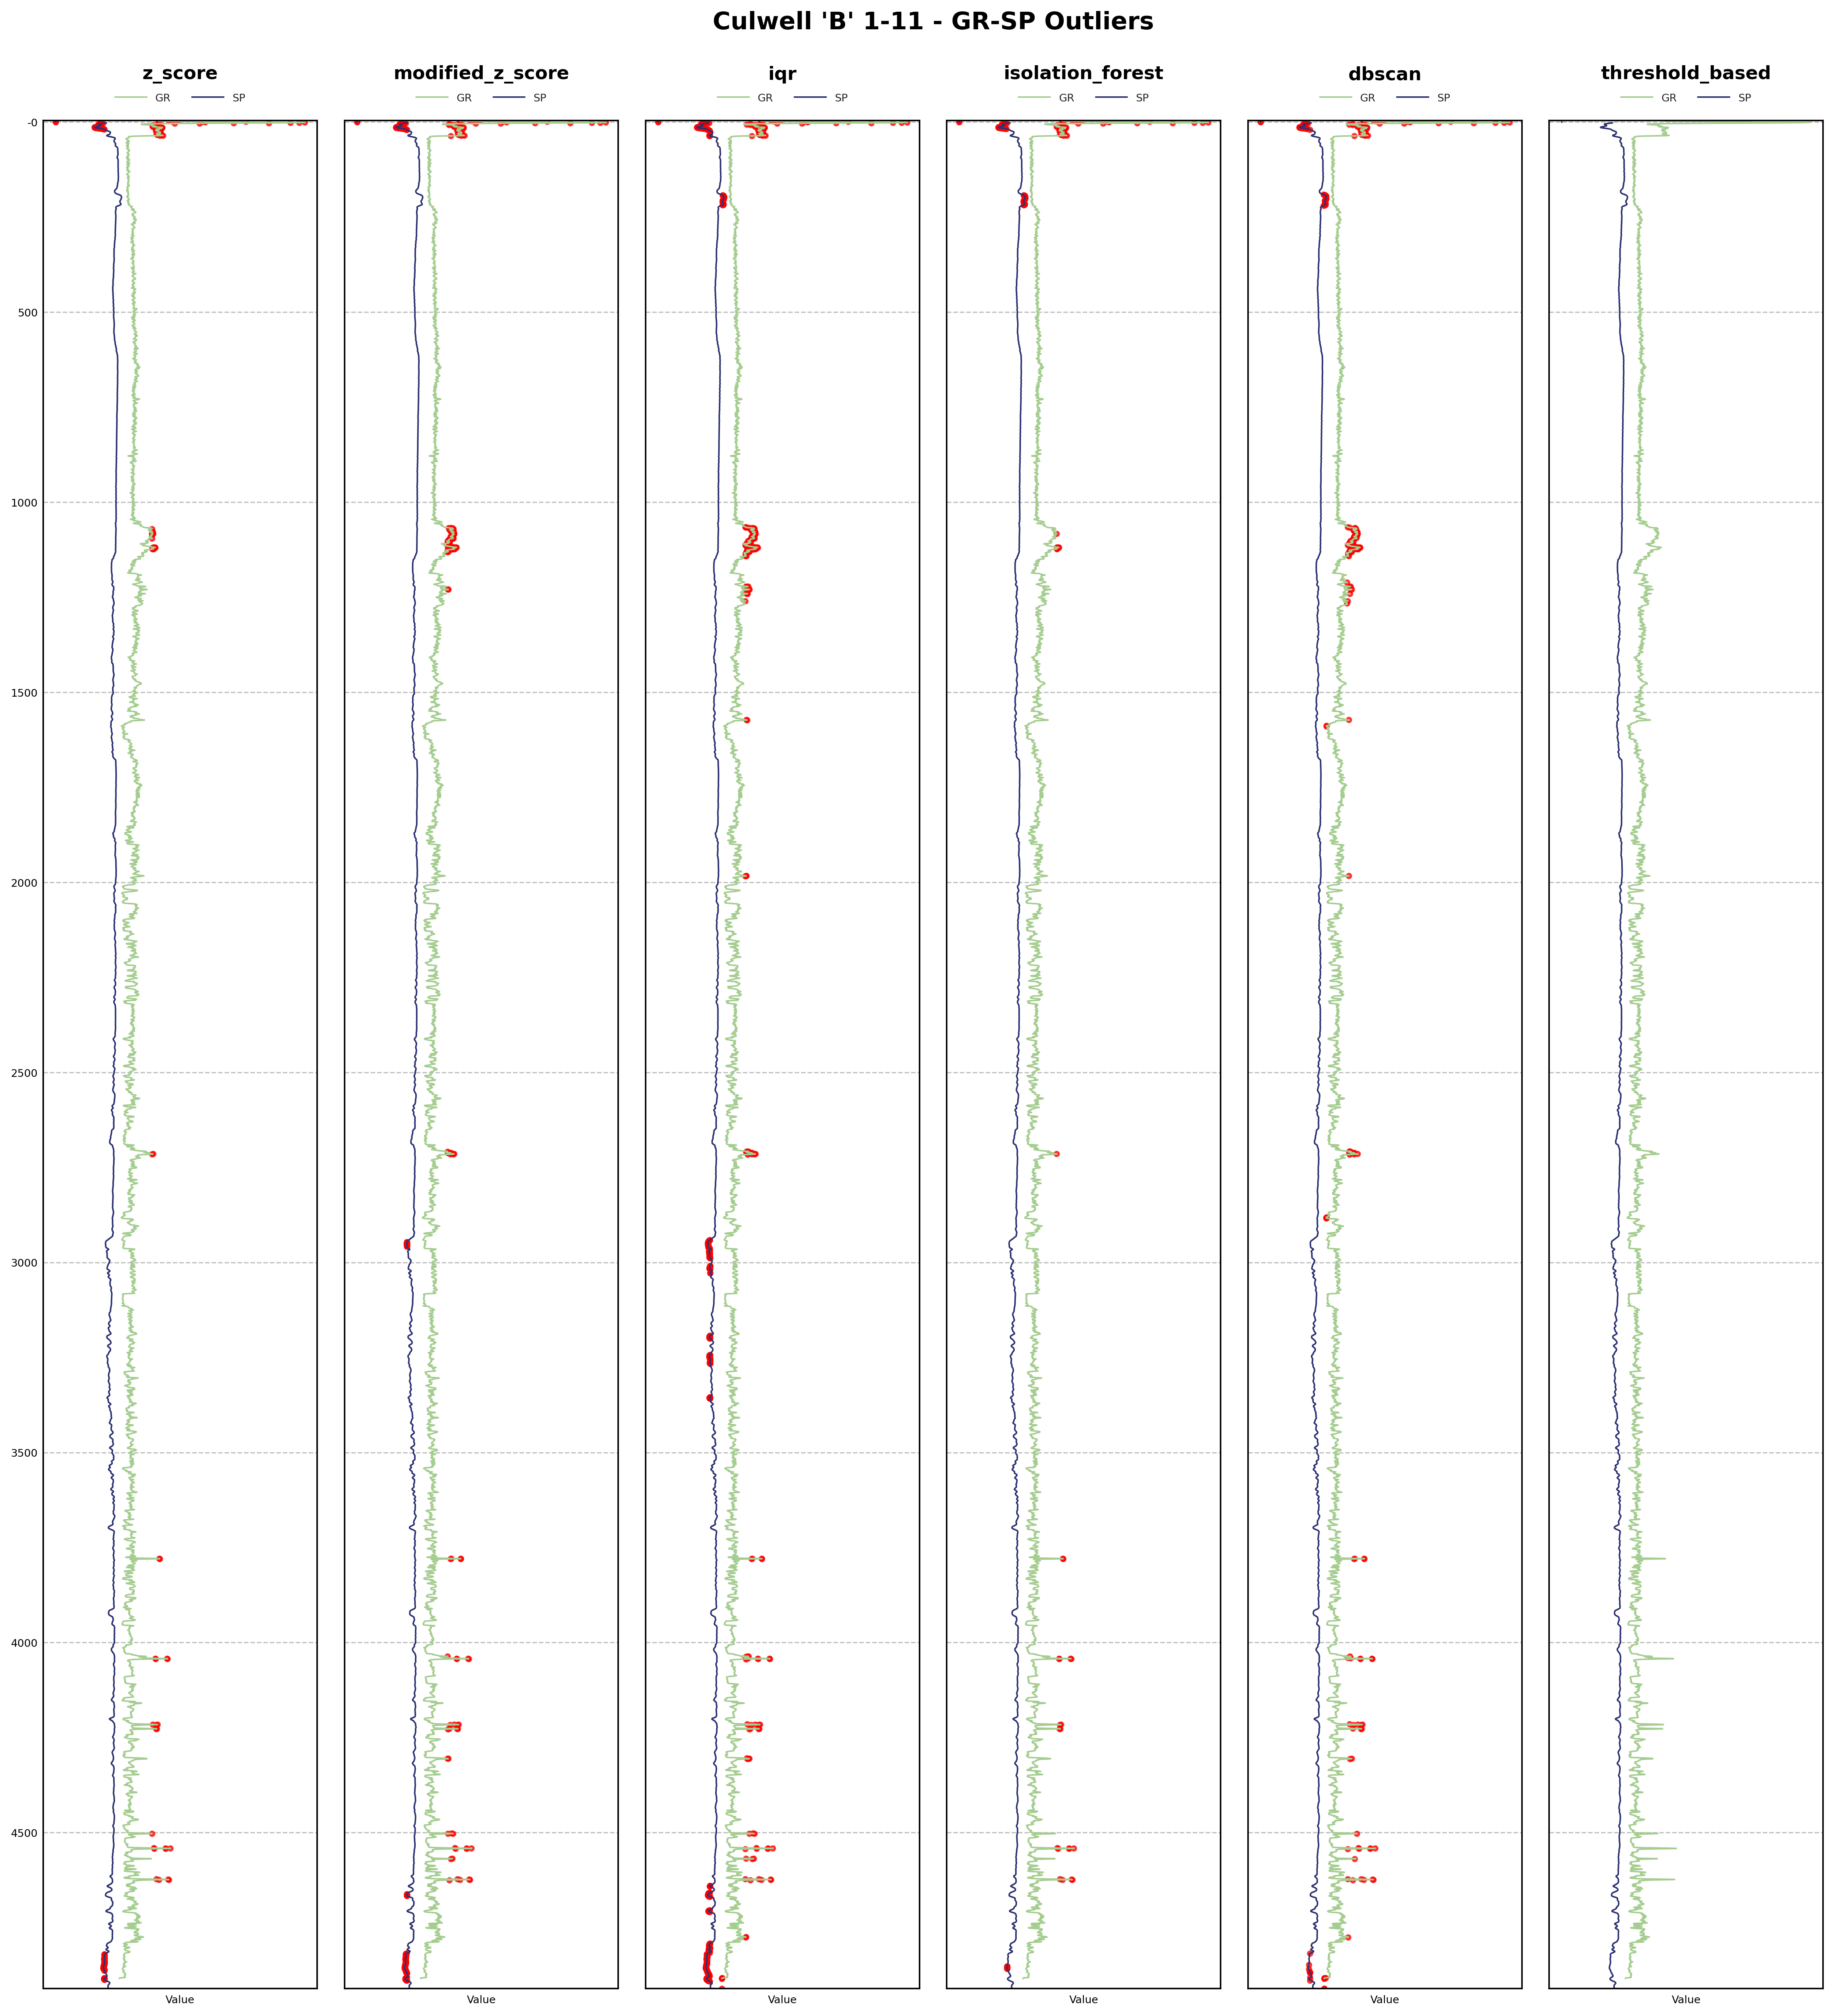 Culwell 'B' 1-11 - GR-SP Outliers
z_score modified_z_score iqr isolation_forest dbscan threshold_based
GR SP GR SP GR SP GR SP GR SP GR SP
-0
500
1000
1500
2000
2500
3000
3500
4000
4500
Value Value Value Value Value Value